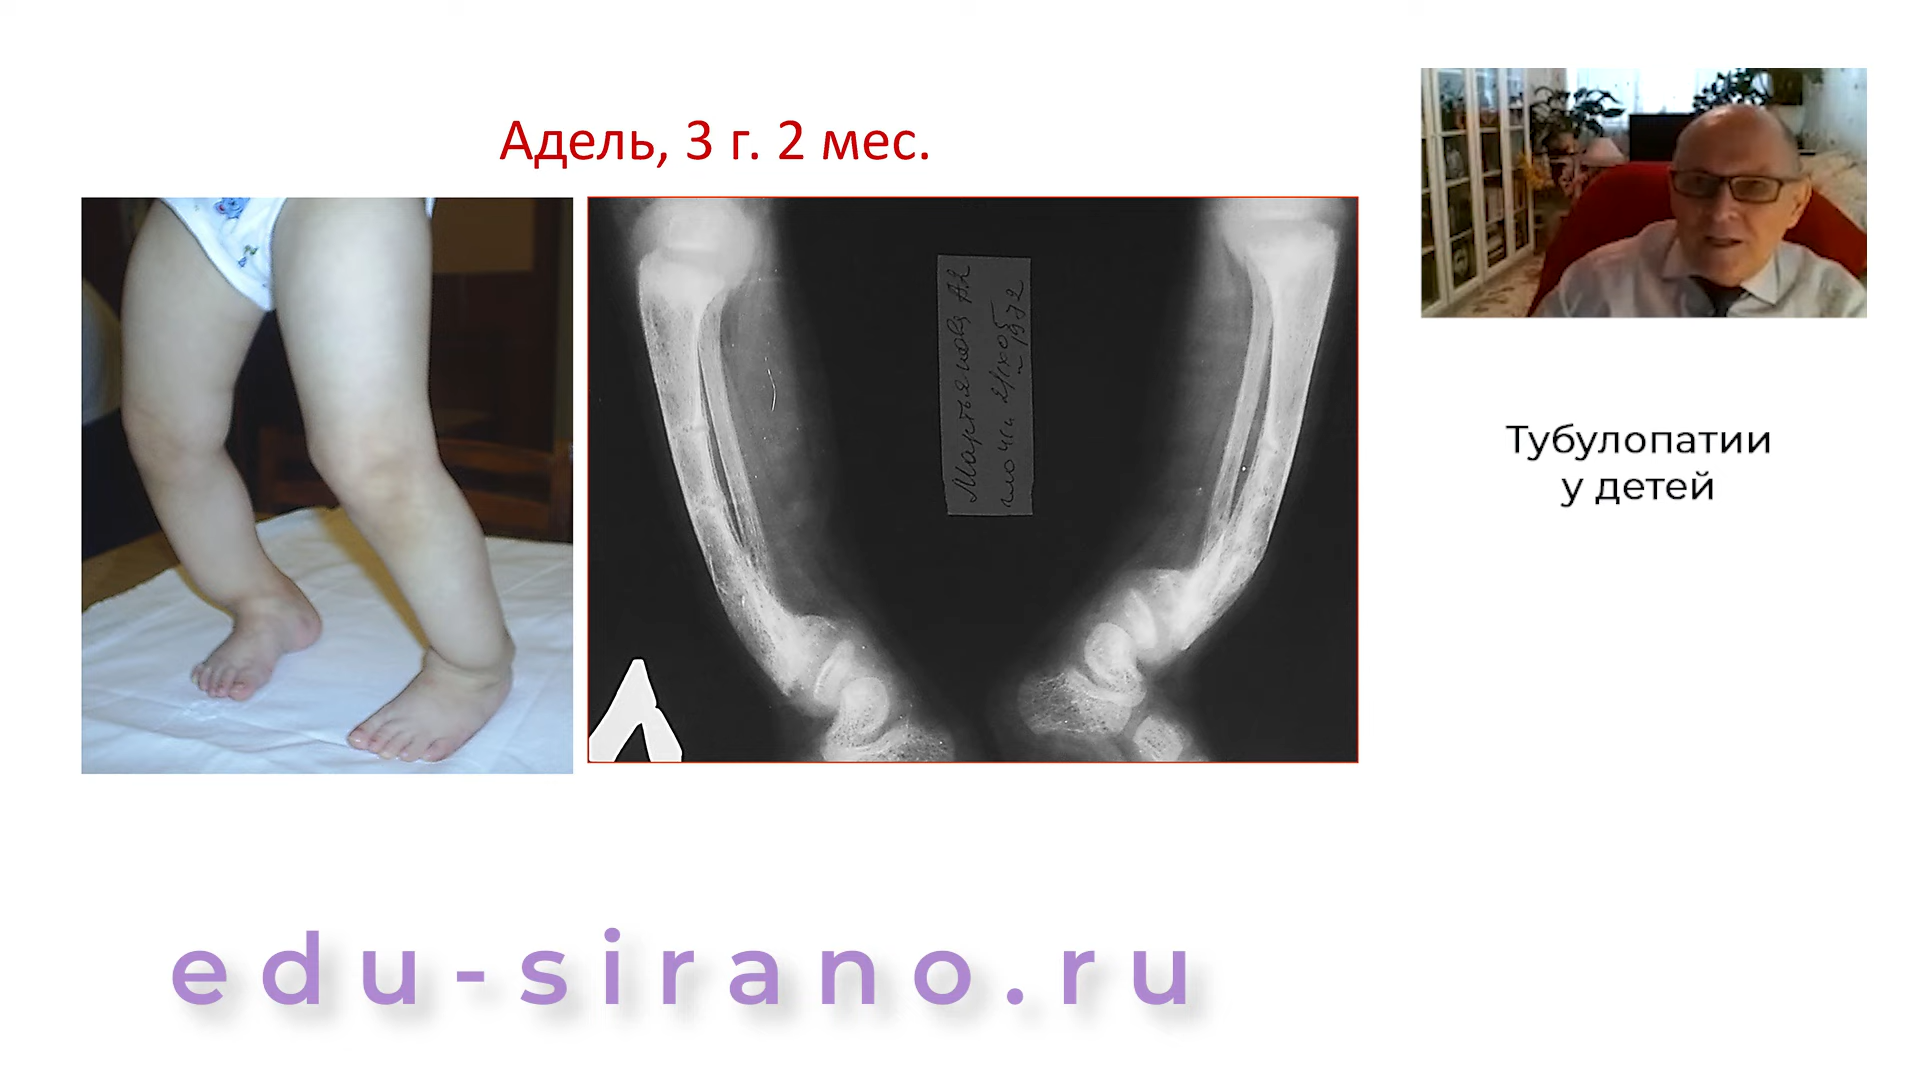 Адель, 3 г. 2 мес.
Тубулопатии
у детей
edu-sirano.ru